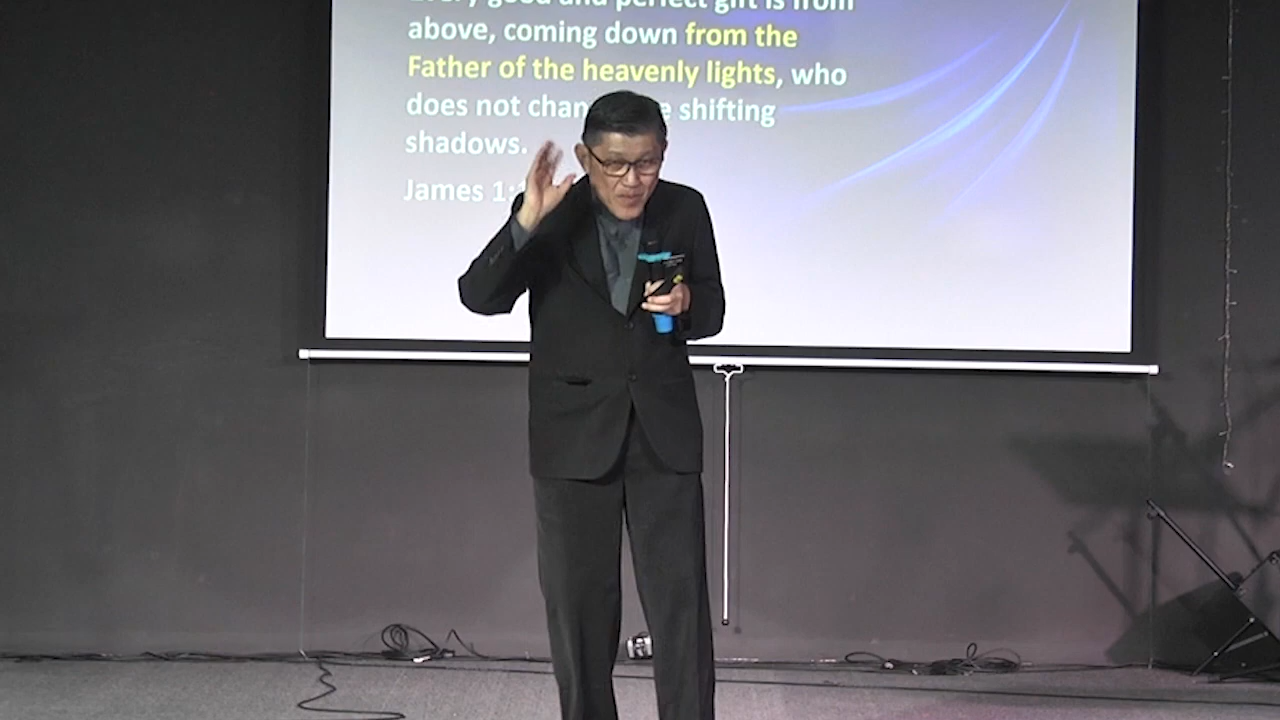 good and perfect gift is from
above, coming down from the
Father of the heavenly lights, who
does not shifting
shadows.
James 1: